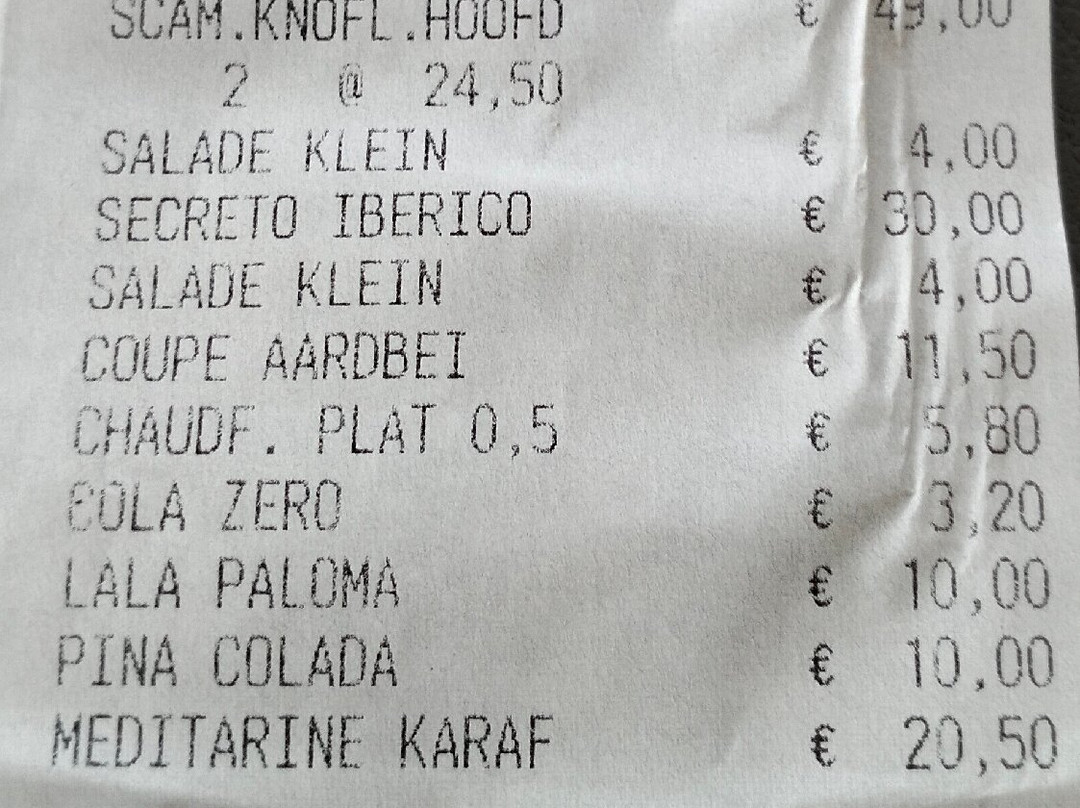 SCAM.KNOFL.HOOFD € 49,00
2 @ 24,50
SALADE KLEIN € 4,00
SECRETO IBERICO € 30,00
SALADE KLEIN € 4,00
COUPE AARDBEI € 11,50
CHAUDF. PLAT 0,5 € 5,80
COLA ZERO € 3,20
LALA PALOMA € 10,00
PINA COLADA € 10,00
MEDITARINE KARAF € 20,50